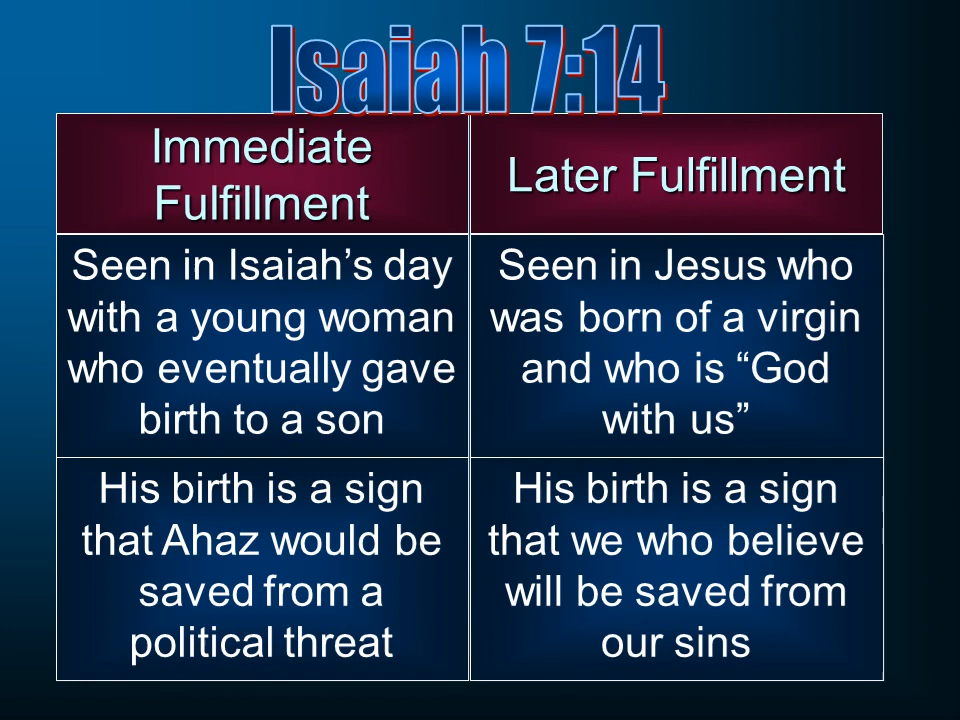 Isaiah 7:14
Immediate
Fulfillment
Later Fulfillment
Seen in Isaiah’s day
with a young woman
who eventually gave
birth to a son
Seen in Jesus who
was born of a virgin
and who is “God
with us”
His birth is a sign
that Ahaz would be
saved from a
political threat
His birth is a sign
that we who believe
will be saved from
our sins